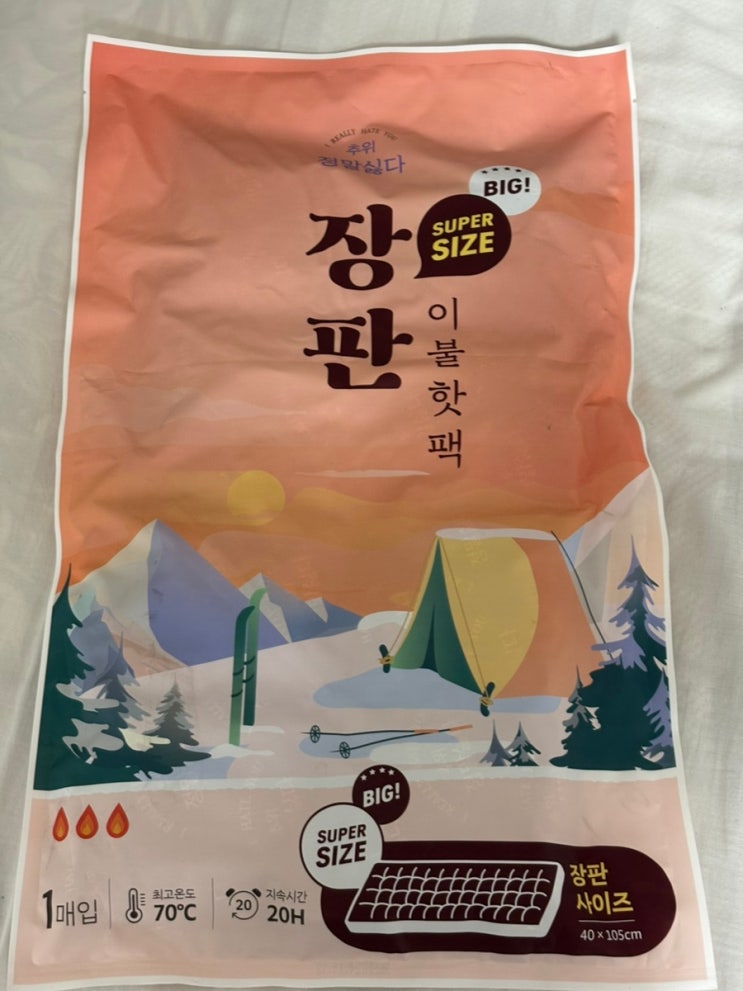 I REALLY HATE YOU
추위
정말싫다
BIG!
SUPER
SIZE
장판
이불핫팩
BIG!
SUPER
SIZE
장판
사이즈
40×105cm
1매입
최고온도
70℃
20
지속시간
20H